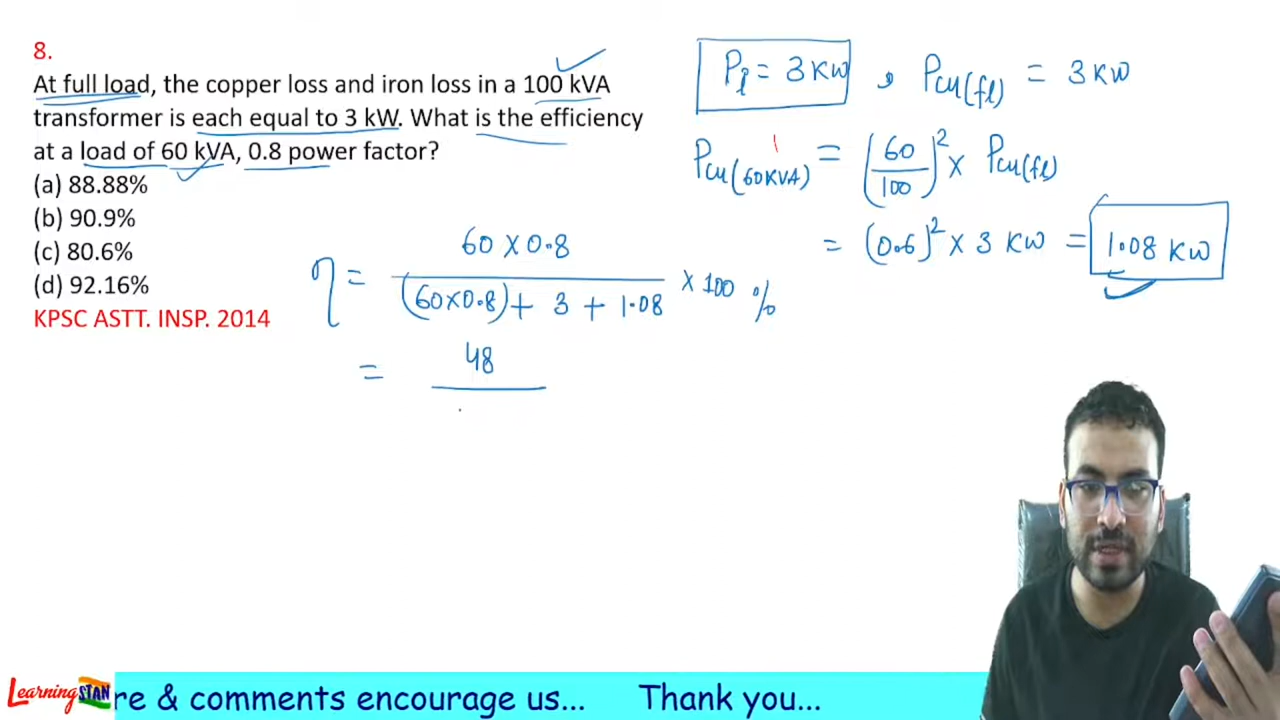 8.
At full load, the copper loss and iron loss in a 100 kVA
transformer is each equal to 3 kW. What is the efficiency
at a load of 60 kVA, 0.8 power factor?
(a) 88.88%
(b) 90.9%
(c) 80.6%
(d) 92.16%
KPSC ASTT. INSP. 2014
Pi = 3 KW , Pcu(fl) = 3 KW
Pcu(60KVA) = (60/100)² × Pcu(fl)
= (0.6)² × 3 KW = 1.08 KW
η = 60 × 0.8 / (60×0.8) + 3 + 1.08 × 100 %
= 48
Learning STAN
re & comments encourage us... Thank you...